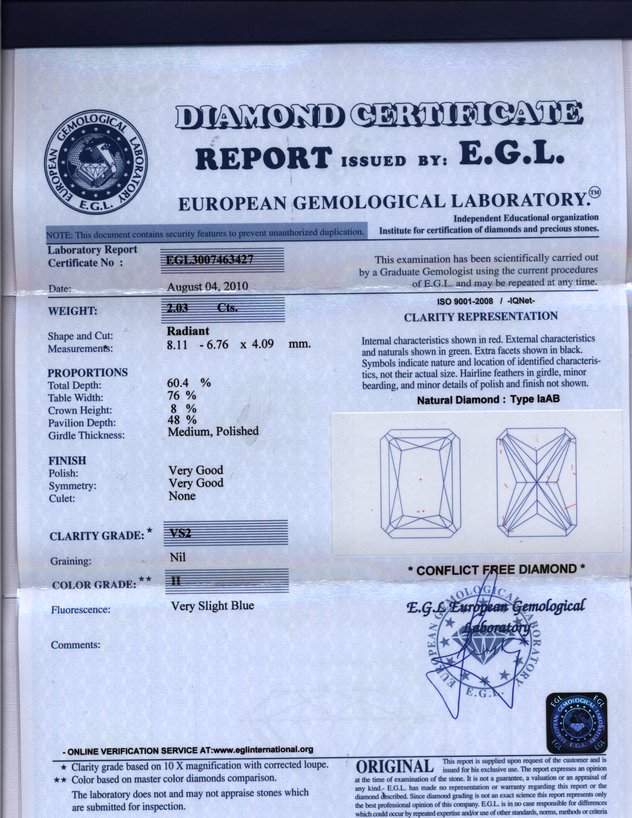 DIAMOND CERTIFICATE
REPORT ISSUED BY: E.G.L.
EUROPEAN GEMOLOGICAL LABORATORY.™
EUROPEAN GEMOLOGICAL LABORATORY
E.G.L.
Independent Educational organization
Institute for certification of diamonds and precious stones.
NOTE: This document contains security features to prevent unauthorized duplication.
Laboratory Report
Certificate No : EGL3007463427
Date: August 04, 2010
WEIGHT: 2.03 Cts.
Shape and Cut: Radiant
Measurements: 8.11 - 6.76 x 4.09 mm.
PROPORTIONS
Total Depth: 60.4 %
Table Width: 76 %
Crown Height: 8 %
Pavilion Depth: 48 %
Girdle Thickness: Medium, Polished
FINISH
Polish: Very Good
Symmetry: Very Good
Culet: None
CLARITY GRADE: * VS2
Graining: Nil
COLOR GRADE: ** H
Fluorescence: Very Slight Blue
Comments:
This examination has been scientifically carried out
by a Graduate Gemologist using the current procedures
of E.G.L. and may be repeated at any time.
ISO 9001-2008 / -IQNet-
CLARITY REPRESENTATION
Internal characteristics shown in red. External characteristics
and naturals shown in green. Extra facets shown in black.
Symbols indicate nature and location of identified characteris-
tics, not their actual size. Hairline feathers in girdle, minor
bearding, and minor details of polish and finish not shown.
Natural Diamond : Type IaAB
* CONFLICT FREE DIAMOND *
E.G.L European Gemological
Laboratory
EUROPEAN GEMOLOGICAL LABORATORY
E.G.L.
- ONLINE VERIFICATION SERVICE AT:www.eglinternational.org
★ Clarity grade based on 10 X magnification with corrected loupe.
★★ Color based on master color diamonds comparison.
The laboratory does not and may not appraise stones which
are submitted for inspection.
EGL EGL
EGL EGL
ORIGINAL This report is supplied upon request of the customer and is
issued for his exclusive use. The report expresses an opinion
at the time of examination of the stone. It is not a guarantee, a valuation or an appraisal of
any kind.- E.G.L. has made no representation or warranty regarding this report or the
diamond described. Since diamond grading is not an exact science this report represents only
the best professional opinion of this company. E.G.L. is in no case responsible for differences
which could occur by repeated expertise and/or use of other standards, norms, methods or criteria